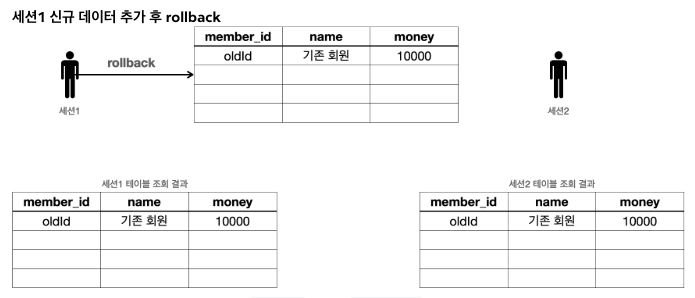 세션1 신규 데이터 추가 후 rollback
member_id name money
oldId 기존 회원 10000
rollback
세션1
세션2
세션1 테이블 조회 결과
member_id name money
oldId 기존 회원 10000
세션2 테이블 조회 결과
member_id name money
oldId 기존 회원 10000